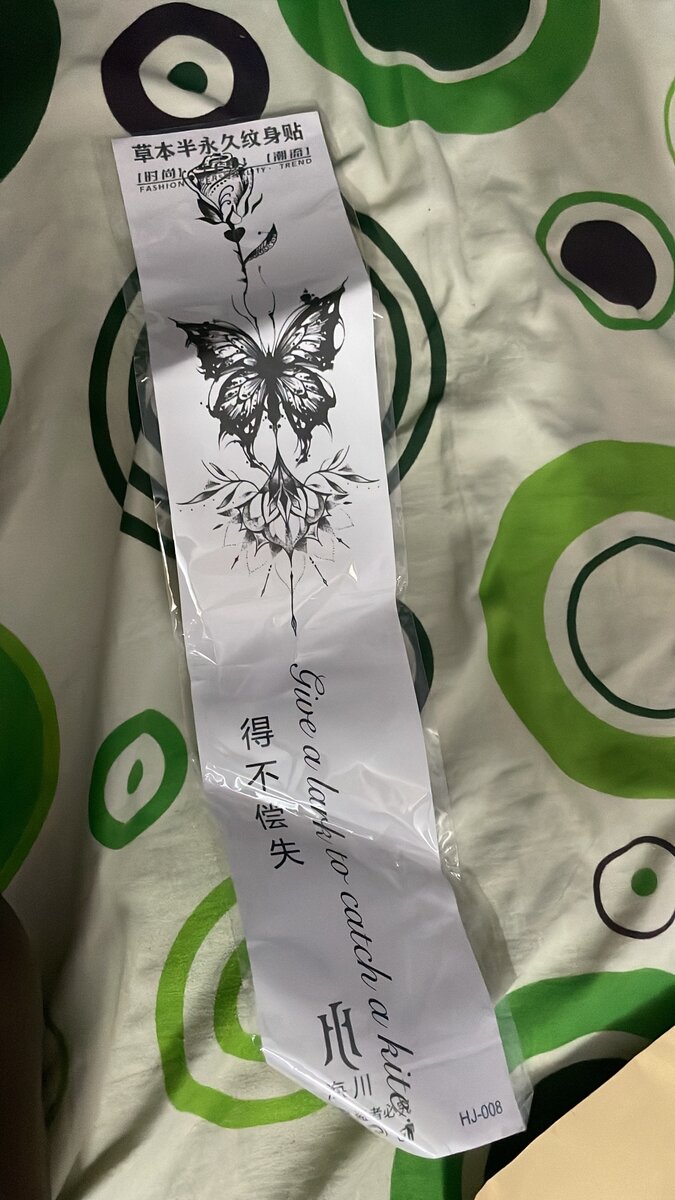 草本半永久纹身贴
[时尚] [潮流]
FASHION TREND
Give a lark to catch a kite.
得不偿失
川
HJ-008